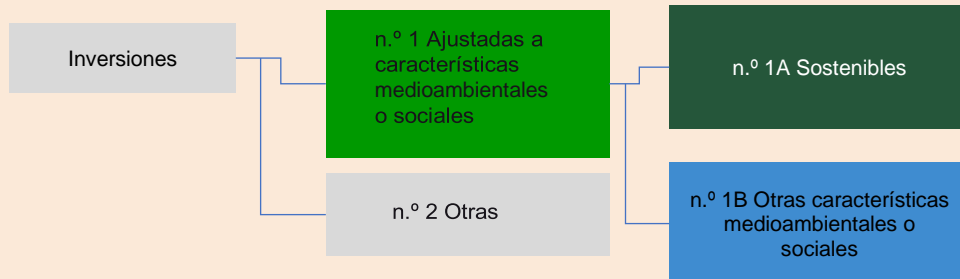 Inversiones
n.º 1 Ajustadas a
características
medioambientales
o sociales
n.º 2 Otras
n.º 1A Sostenibles
n.º 1B Otras características
medioambientales o
sociales